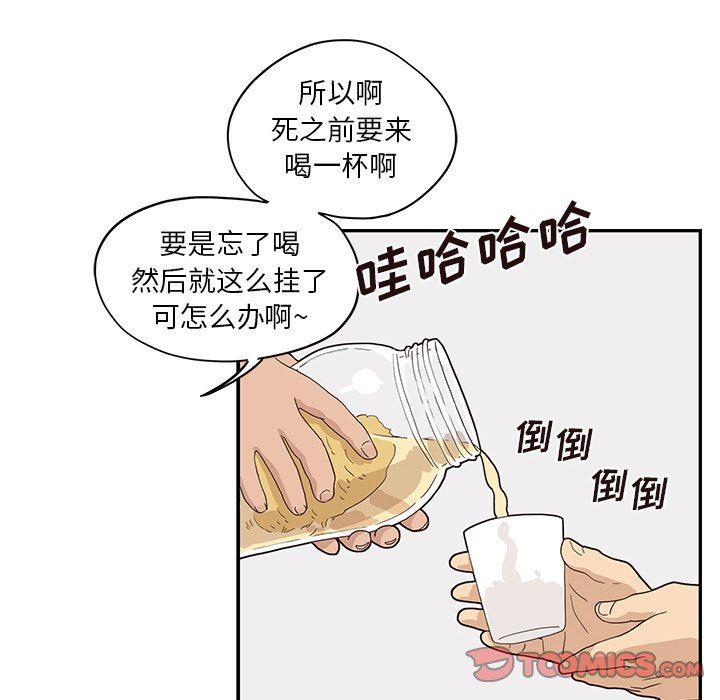 所以啊
死之前要来
喝一杯啊
要是忘了喝
然后就这么挂了
可怎么办啊~
哇哈哈哈
倒倒
倒倒
TOOMICS.COM